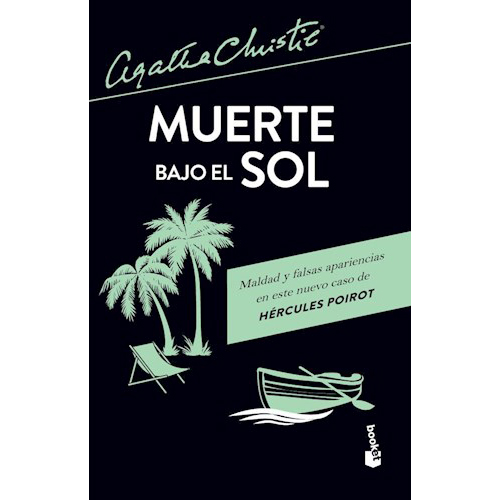 Agatha Christie®
MUERTE
BAJO EL SOL
Maldad y falsas apariencias
en este nuevo caso de
HÉRCULES POIROT
booket